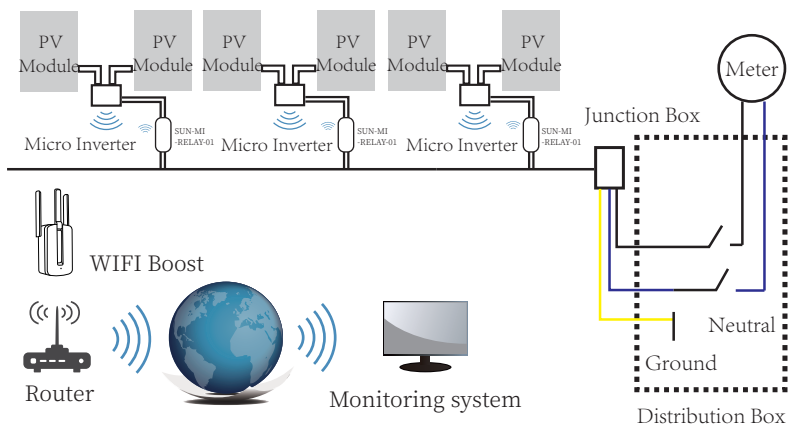 PV
Module
PV
Module
PV
Module
PV
Module
PV
Module
PV
Module
Meter
Micro Inverter
SUN-MI
-RELAY-01
Micro Inverter
SUN-MI
-RELAY-01
Micro Inverter
SUN-MI
-RELAY-01
Junction Box
WIFI Boost
Neutral
Ground
Router
Monitoring system
Distribution Box